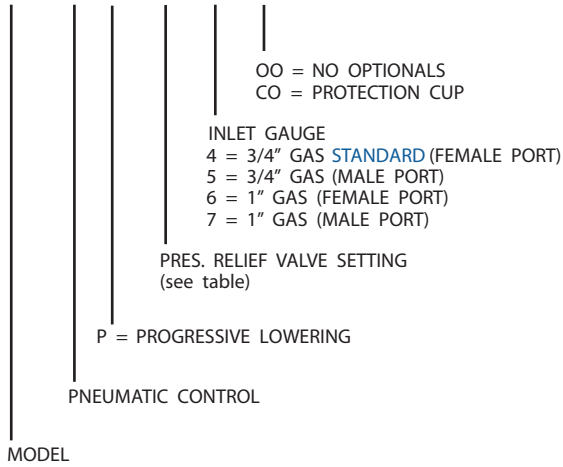 OO = NO OPTIONALS
CO = PROTECTION CUP
INLET GAUGE
4 = 3/4" GAS STANDARD (FEMALE PORT)
5 = 3/4" GAS (MALE PORT)
6 = 1" GAS (FEMALE PORT)
7 = 1" GAS (MALE PORT)
PRES. RELIEF VALVE SETTING
(see table)
P = PROGRESSIVE LOWERING
PNEUMATIC CONTROL
MODEL